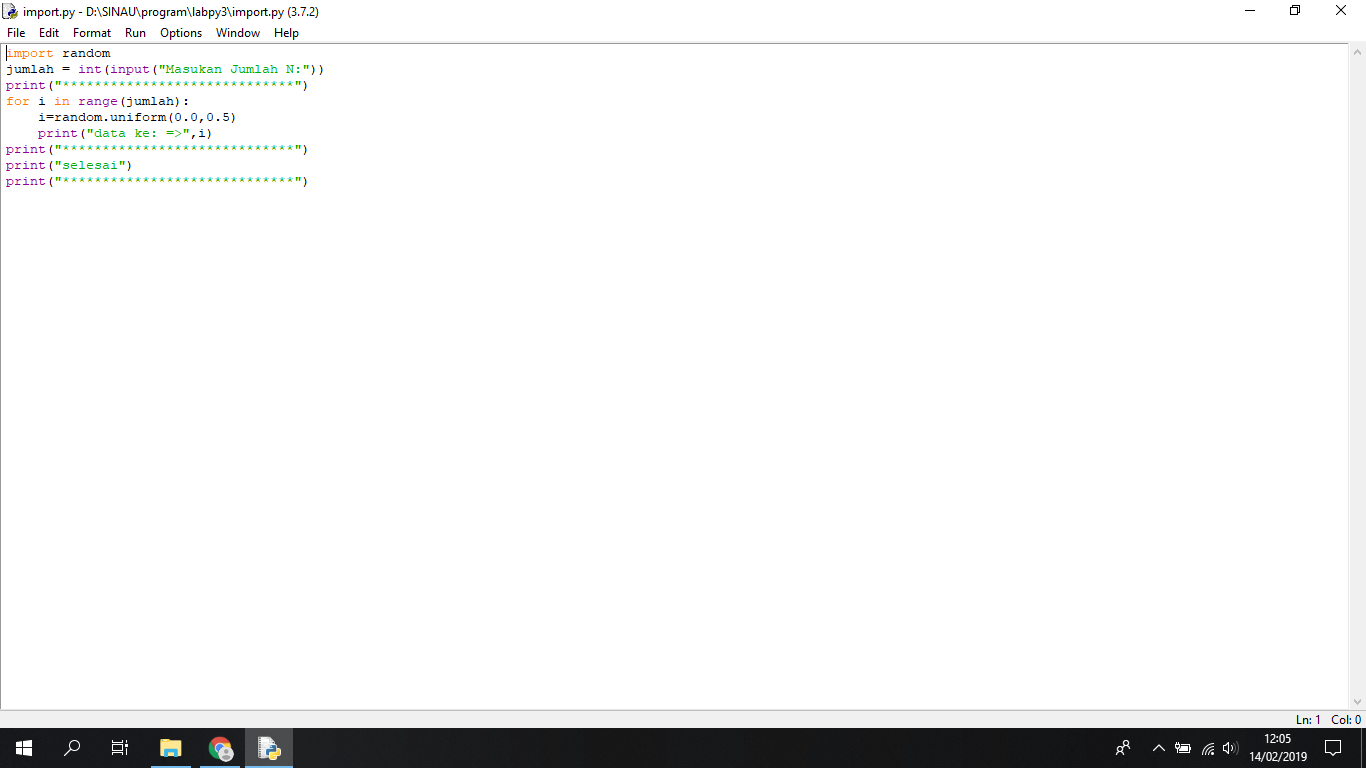 import.py - D:\SINAU\program\labpy3\import.py (3.7.2)
File Edit Format Run Options Window Help
import random
jumlah = int(input("Masukan Jumlah N:"))
print("*****************************")
for i in range(jumlah):
    i=random.uniform(0.0,0.5)
    print("data ke: =>",i)
print("*****************************")
print("selesai")
print("*****************************")
Ln: 1 Col: 0
12:05
14/02/2019